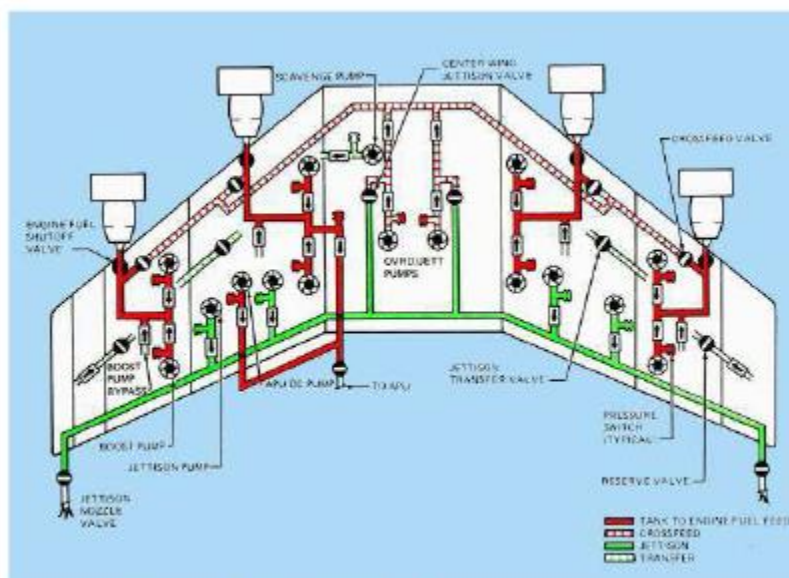 SCAVENGE PUMP
CENTER WING
JETTISON VALVE
CROSSFEED VALVE
ENGINE FUEL
SHUTOFF
VALVE
OVRD/JETT
PUMPS
BOOST
PUMP
BYPASS
APU DC PUMP
TO APU
JETTISON
TRANSFER VALVE
BOOST PUMP
JETTISON PUMP
PRESSURE
SWITCH
(TYPICAL)
RESERVE VALVE
JETTISON
NOZZLE
VALVE
TANK TO ENGINE FUEL FEED
CROSSFEED
JETTISON
TRANSFER